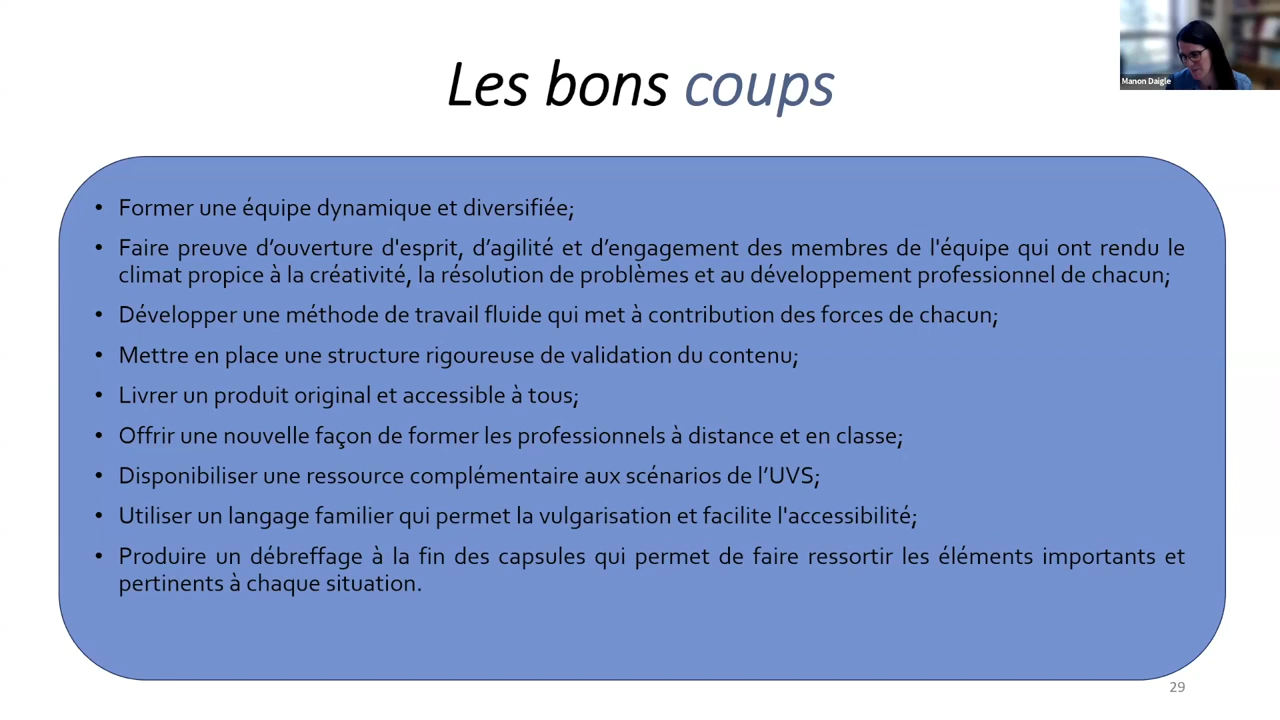 Manon Daigle
Les bons coups
• Former une équipe dynamique et diversifiée;
• Faire preuve d’ouverture d'esprit, d’agilité et d’engagement des membres de l'équipe qui ont rendu le
climat propice à la créativité, la résolution de problèmes et au développement professionnel de chacun;
• Développer une méthode de travail fluide qui met à contribution des forces de chacun;
• Mettre en place une structure rigoureuse de validation du contenu;
• Livrer un produit original et accessible à tous;
• Offrir une nouvelle façon de former les professionnels à distance et en classe;
• Disponibiliser une ressource complémentaire aux scénarios de l’UVS;
• Utiliser un langage familier qui permet la vulgarisation et facilite l'accessibilité;
• Produire un débreffage à la fin des capsules qui permet de faire ressortir les éléments importants et
pertinents à chaque situation.
29